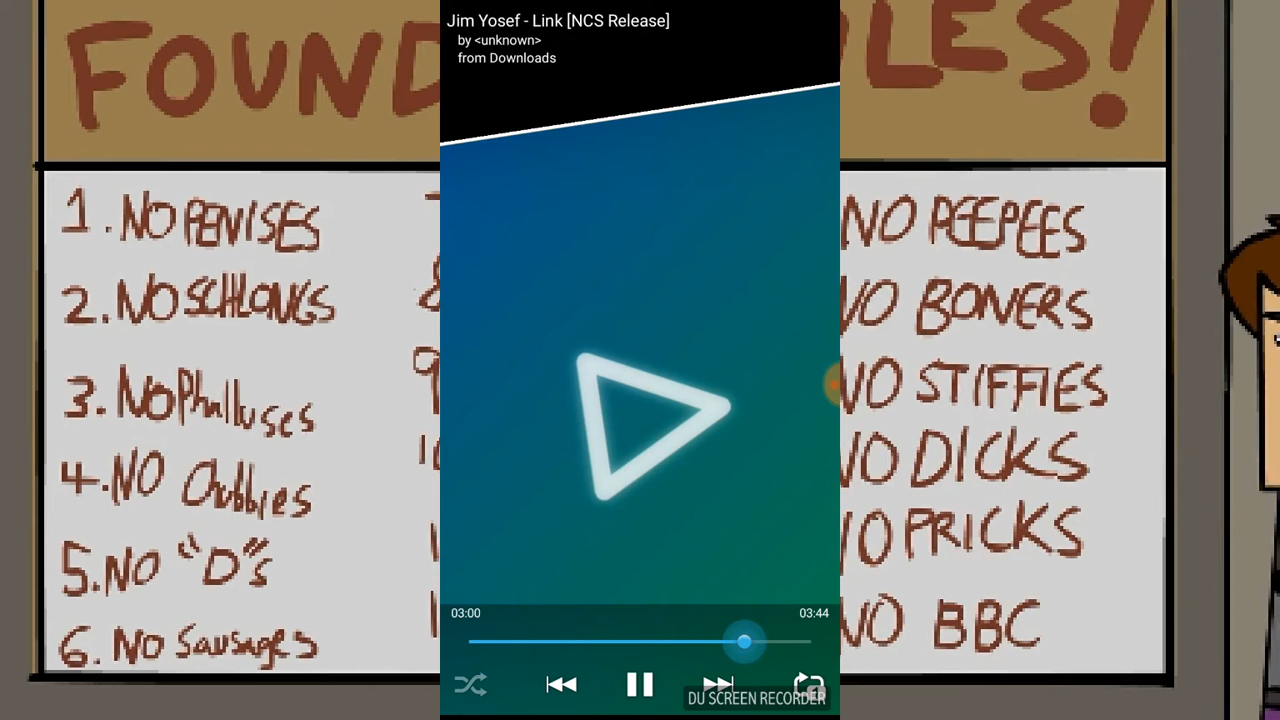 FOUND
LES!
Jim Yosef - Link [NCS Release]
by <unknown>
from Downloads
1. NO PENISES
2. NO SCHLONGS
3. NO Phalluses
4. NO Chubbies
5. NO "D"s
6. NO Sausages
NO PEEPEES
NO BONERS
NO STIFFIES
NO DICKS
NO PRICKS
NO BBC
03:00
03:44
DU SCREEN RECORDER